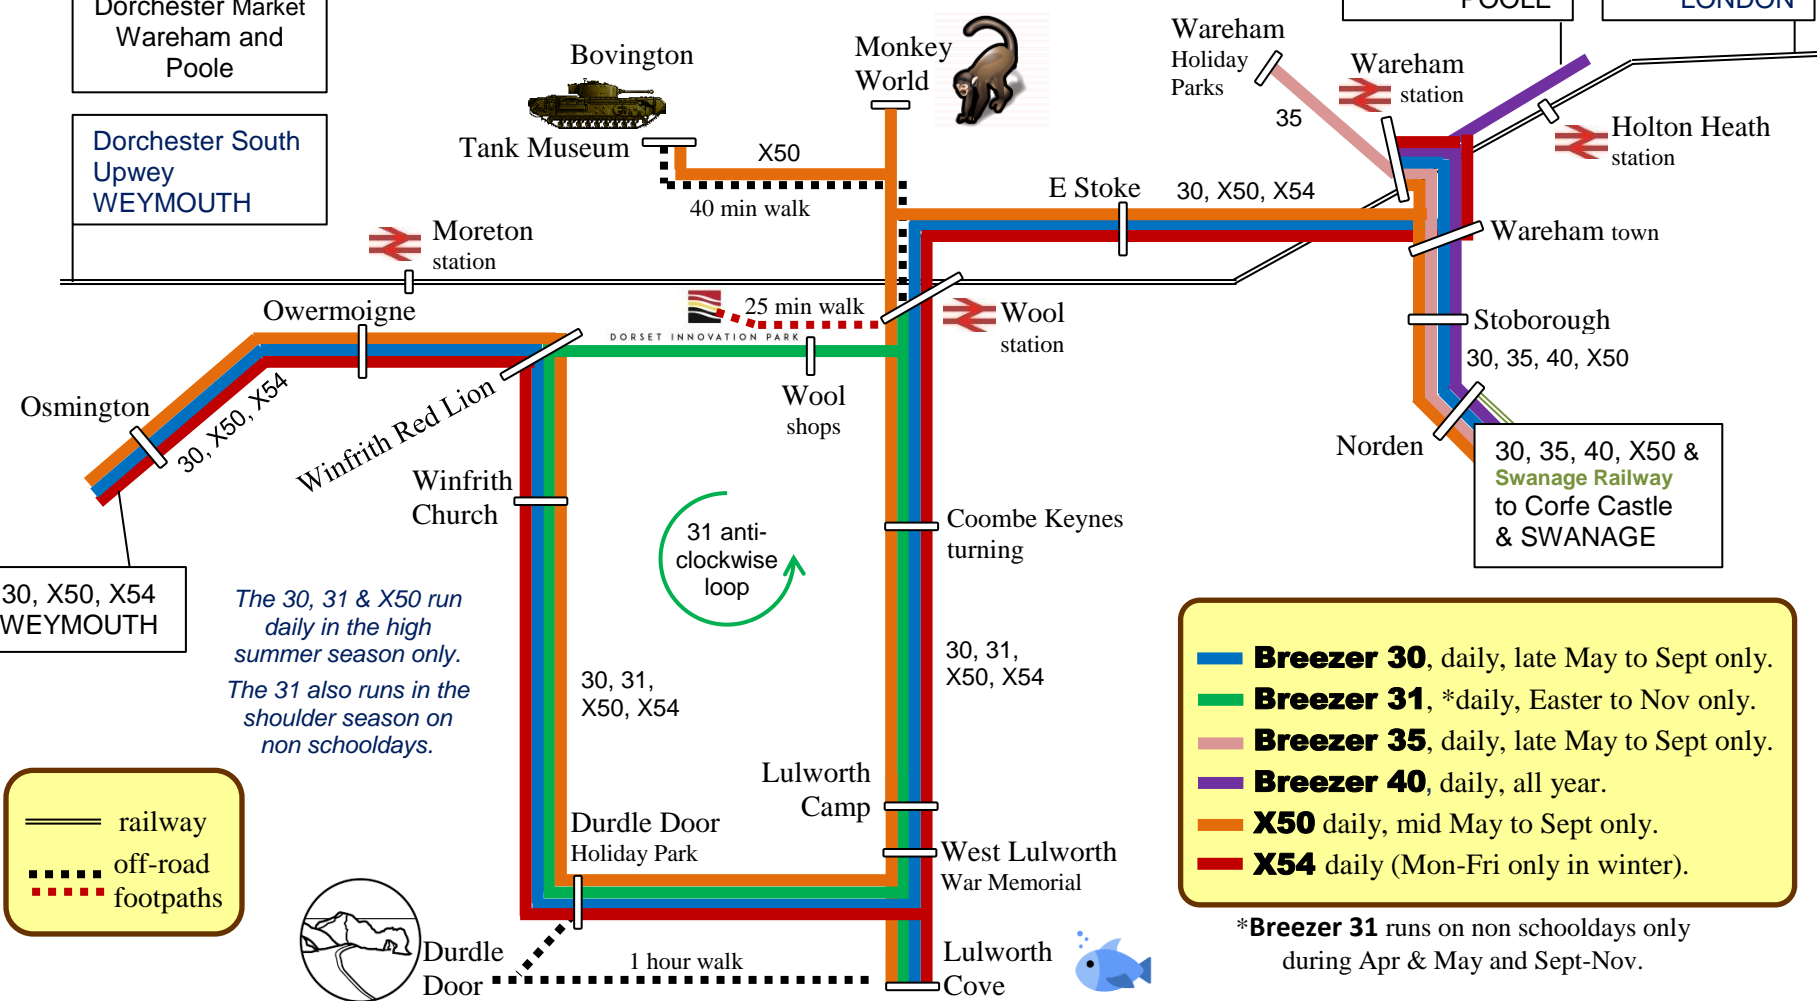 Dorchester Market
Wareham and
Poole
Dorchester South
Upwey
WEYMOUTH
Bovington
Tank Museum
X50
40 min walk
Monkey
World
Wareham
Holiday
Parks
35
POOLE
LONDON
Wareham
station
Holton Heath
station
E Stoke
30, X50, X54
Wareham town
Moreton
station
Owermoigne
25 min walk
DORSET INNOVATION PARK
Wool
station
Stoborough
30, 35, 40, X50
Osmington
30, X50, X54
Winfrith Red Lion
Wool
shops
Norden
30, 35, 40, X50 &
Swanage Railway
to Corfe Castle
& SWANAGE
Winfrith
Church
31 anti-
clockwise
loop
Coombe Keynes
turning
30, X50, X54
WEYMOUTH
The 30, 31 & X50 run
daily in the high
summer season only.
The 31 also runs in the
shoulder season on
non schooldays.
30, 31,
X50, X54
30, 31,
X50, X54
Breezer 30, daily, late May to Sept only.
Breezer 31, *daily, Easter to Nov only.
Breezer 35, daily, late May to Sept only.
Breezer 40, daily, all year.
X50 daily, mid May to Sept only.
X54 daily (Mon-Fri only in winter).
*Breezer 31 runs on non schooldays only
during Apr & May and Sept-Nov.
railway
off-road
footpaths
Durdle Door
Holiday Park
Lulworth
Camp
West Lulworth
War Memorial
Durdle
Door
1 hour walk
Lulworth
Cove